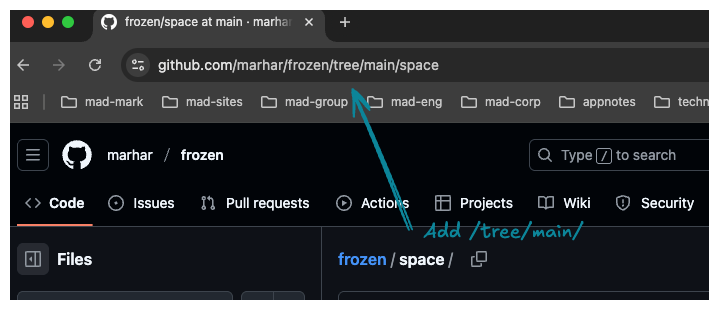 frozen/space at main · marhar
github.com/marhar/frozen/tree/main/space
mad-mark mad-sites mad-group mad-eng mad-corp appnotes techn
marhar / frozen Type / to search
Code Issues Pull requests Actions Projects Wiki Security
Add /tree/main/
Files frozen / space /